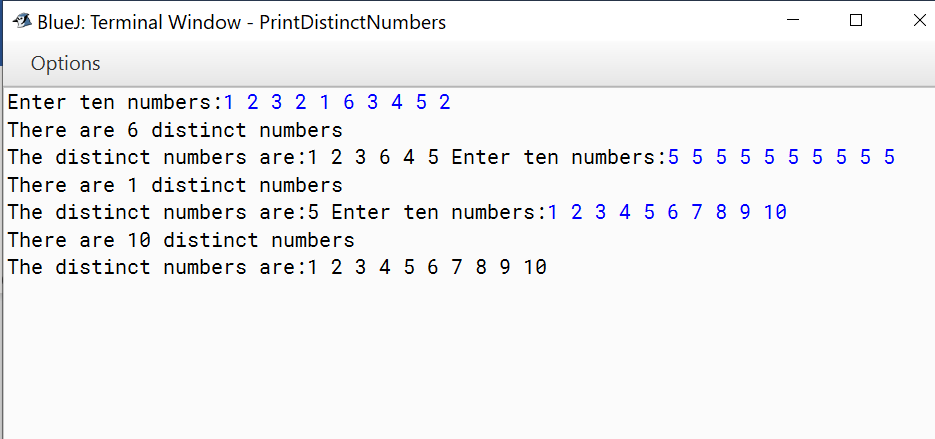 BlueJ: Terminal Window - PrintDistinctNumbers
Options
Enter ten numbers:1 2 3 2 1 6 3 4 5 2
There are 6 distinct numbers
The distinct numbers are:1 2 3 6 4 5 Enter ten numbers:5 5 5 5 5 5 5 5 5 5
There are 1 distinct numbers
The distinct numbers are:5 Enter ten numbers:1 2 3 4 5 6 7 8 9 10
There are 10 distinct numbers
The distinct numbers are:1 2 3 4 5 6 7 8 9 10